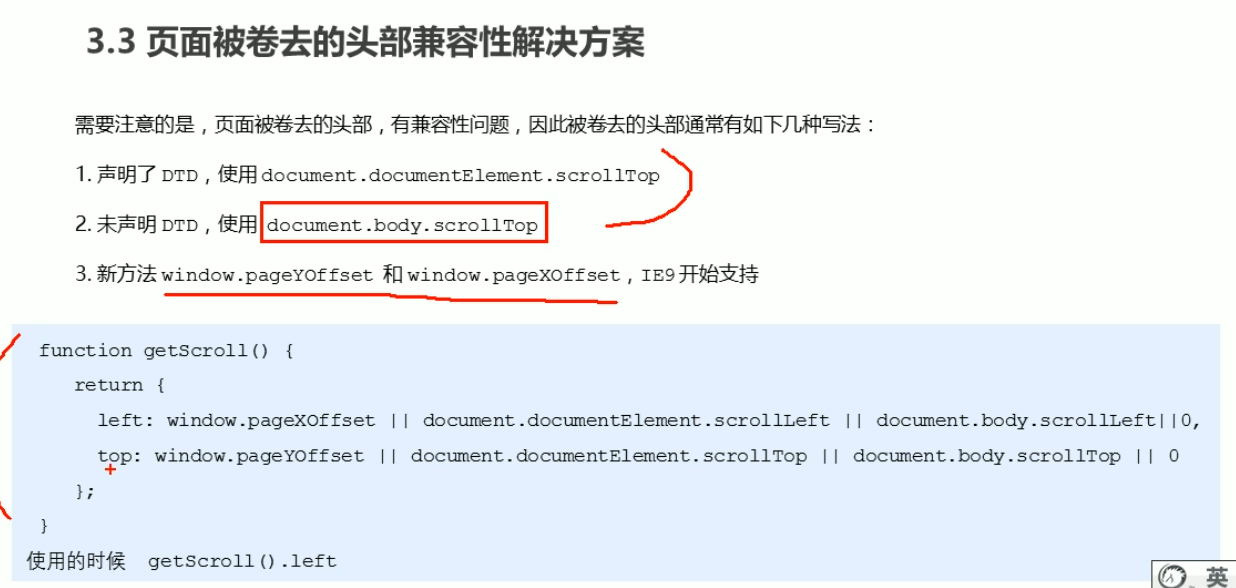 3.3 页面被卷去的头部兼容性解决方案
需要注意的是，页面被卷去的头部，有兼容性问题，因此被卷去的头部通常有如下几种写法：
1. 声明了 DTD，使用 document.documentElement.scrollTop
2. 未声明 DTD，使用 document.body.scrollTop
3. 新方法 window.pageYOffset 和 window.pageXOffset，IE9 开始支持
function getScroll() {
return {
left: window.pageXOffset || document.documentElement.scrollLeft || document.body.scrollLeft||0,
top: window.pageYOffset || document.documentElement.scrollTop || document.body.scrollTop || 0
};
}
使用的时候 getScroll().left
英